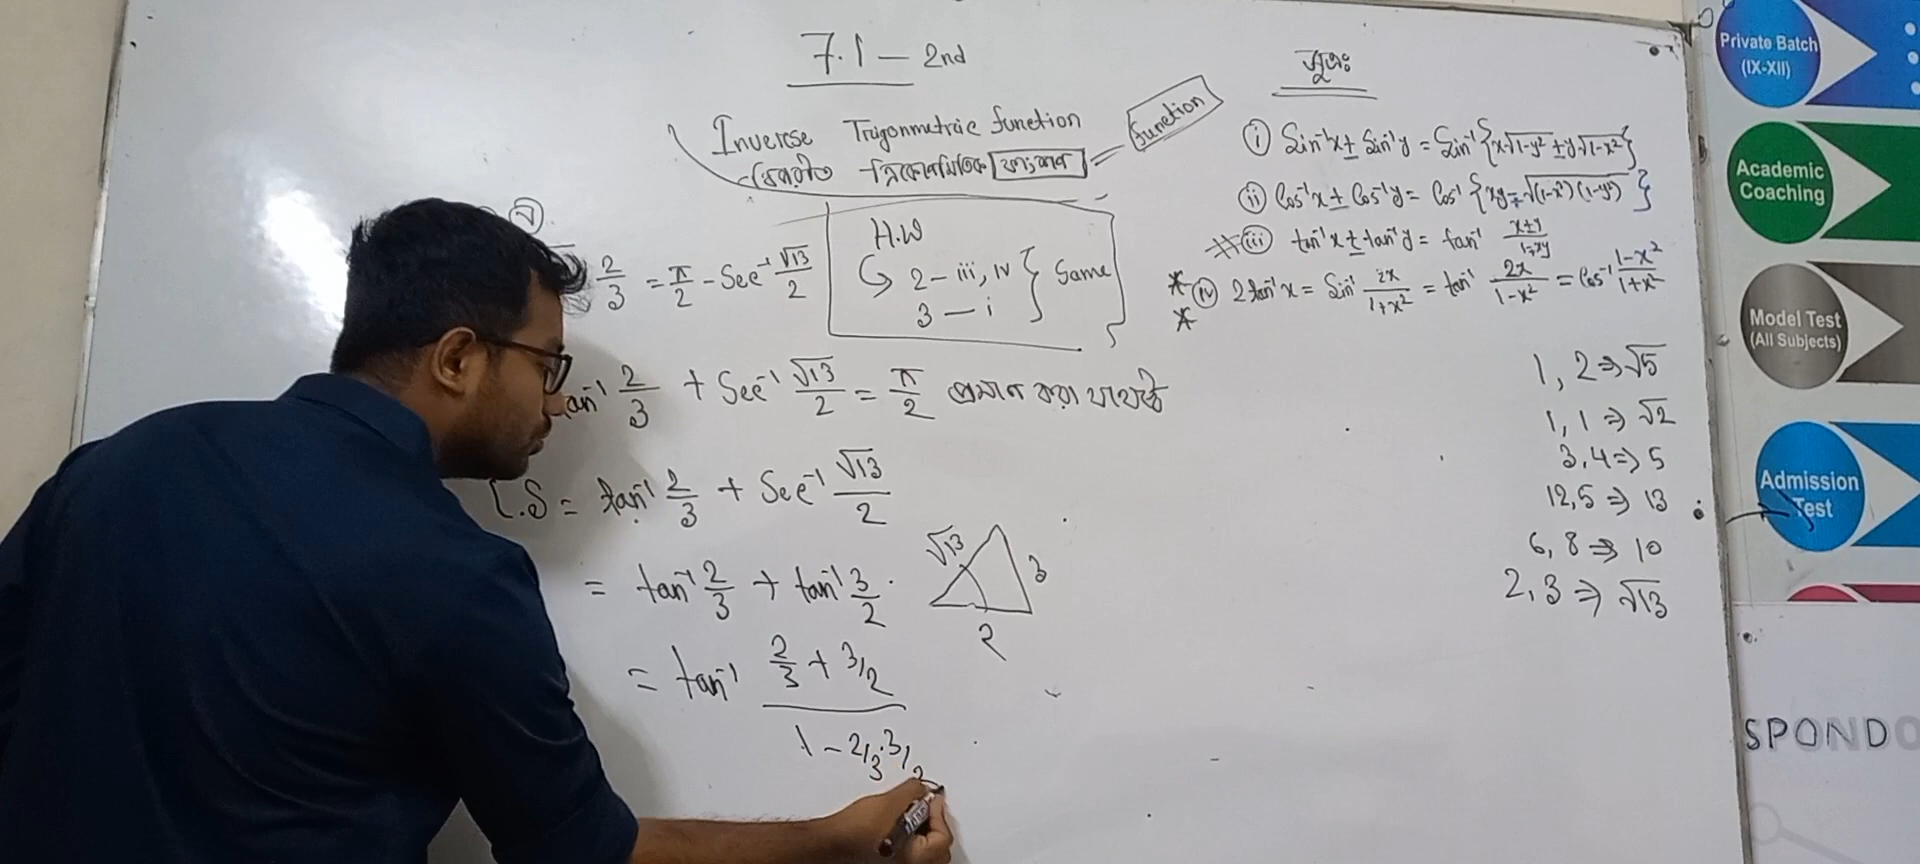 7.1 — 2nd
Inverse Trigonmetric function
বিপরীত ত্রিকোণমিতিক ফাংশন
function
2/3 = π/2 - Sec⁻¹ √13/2
H.W
2 — iii, iv
3 — i
Same
tan⁻¹ 2/3 + Sec⁻¹ √13/2 = π/2 প্রমাণ করা যথেষ্ট
L.S = tan⁻¹ 2/3 + Sec⁻¹ √13/2
= tan⁻¹ 2/3 + tan⁻¹ 3/2 .
√13
3
2
= tan⁻¹ (2/3 + 3/2) / (1 - 2/3 . 3/2)
সূত্রঃ
i Sin⁻¹x ± Sin⁻¹y = Sin⁻¹ {x√1-y² ± y√1-x²}
ii Cos⁻¹x ± Cos⁻¹y = Cos⁻¹ {xy ∓ √(1-x²)(1-y²)}
iii tan⁻¹x ± tan⁻¹y = tan⁻¹ x±y/1∓xy
iv 2tan⁻¹x = Sin⁻¹ 2x/1+x² = tan⁻¹ 2x/1-x² = Cos⁻¹ 1-x²/1+x²
1, 2 ⇒ √5
1, 1 ⇒ √2
3, 4 ⇒ 5
12, 5 ⇒ 13
6, 8 ⇒ 10
2, 3 ⇒ √13
Private Batch
(IX-XII)
Academic
Coaching
Model Test
(All Subjects)
Admission
Test
SPONDO